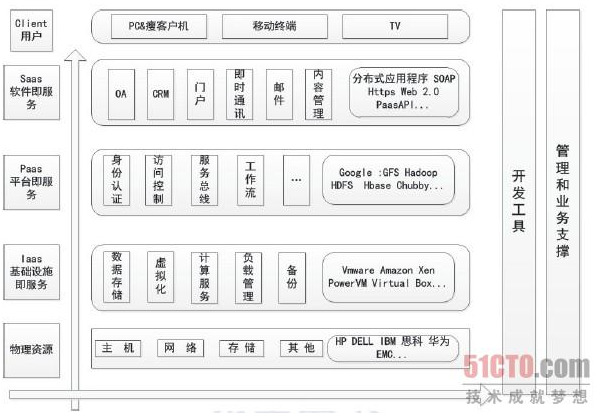 Client
用户
PC&瘦客户机
移动终端
TV
Saas
软件即服
务
OA
CRM
门户
即时通讯
邮件
内容管理
分布式应用程序 SOAP
Https Web 2.0
PaasAPI...
Paas
平台即服
务
身份认证
访问控制
服务总线
工作流
...
Google :GFS Hadoop
HDFS Hbase Chubby...
Iaas
基础设施
即服务
数据存储
虚拟化
计算服务
负载管理
备份
Vmware Amazon Xen
PowerVM Virtual Box...
物理资源
主 机
网 络
存 储
其 他
HP DELL IBM 思科 华为
EMC...
开发工具
管理和业务支撑
51CTO.com
技术成就梦想